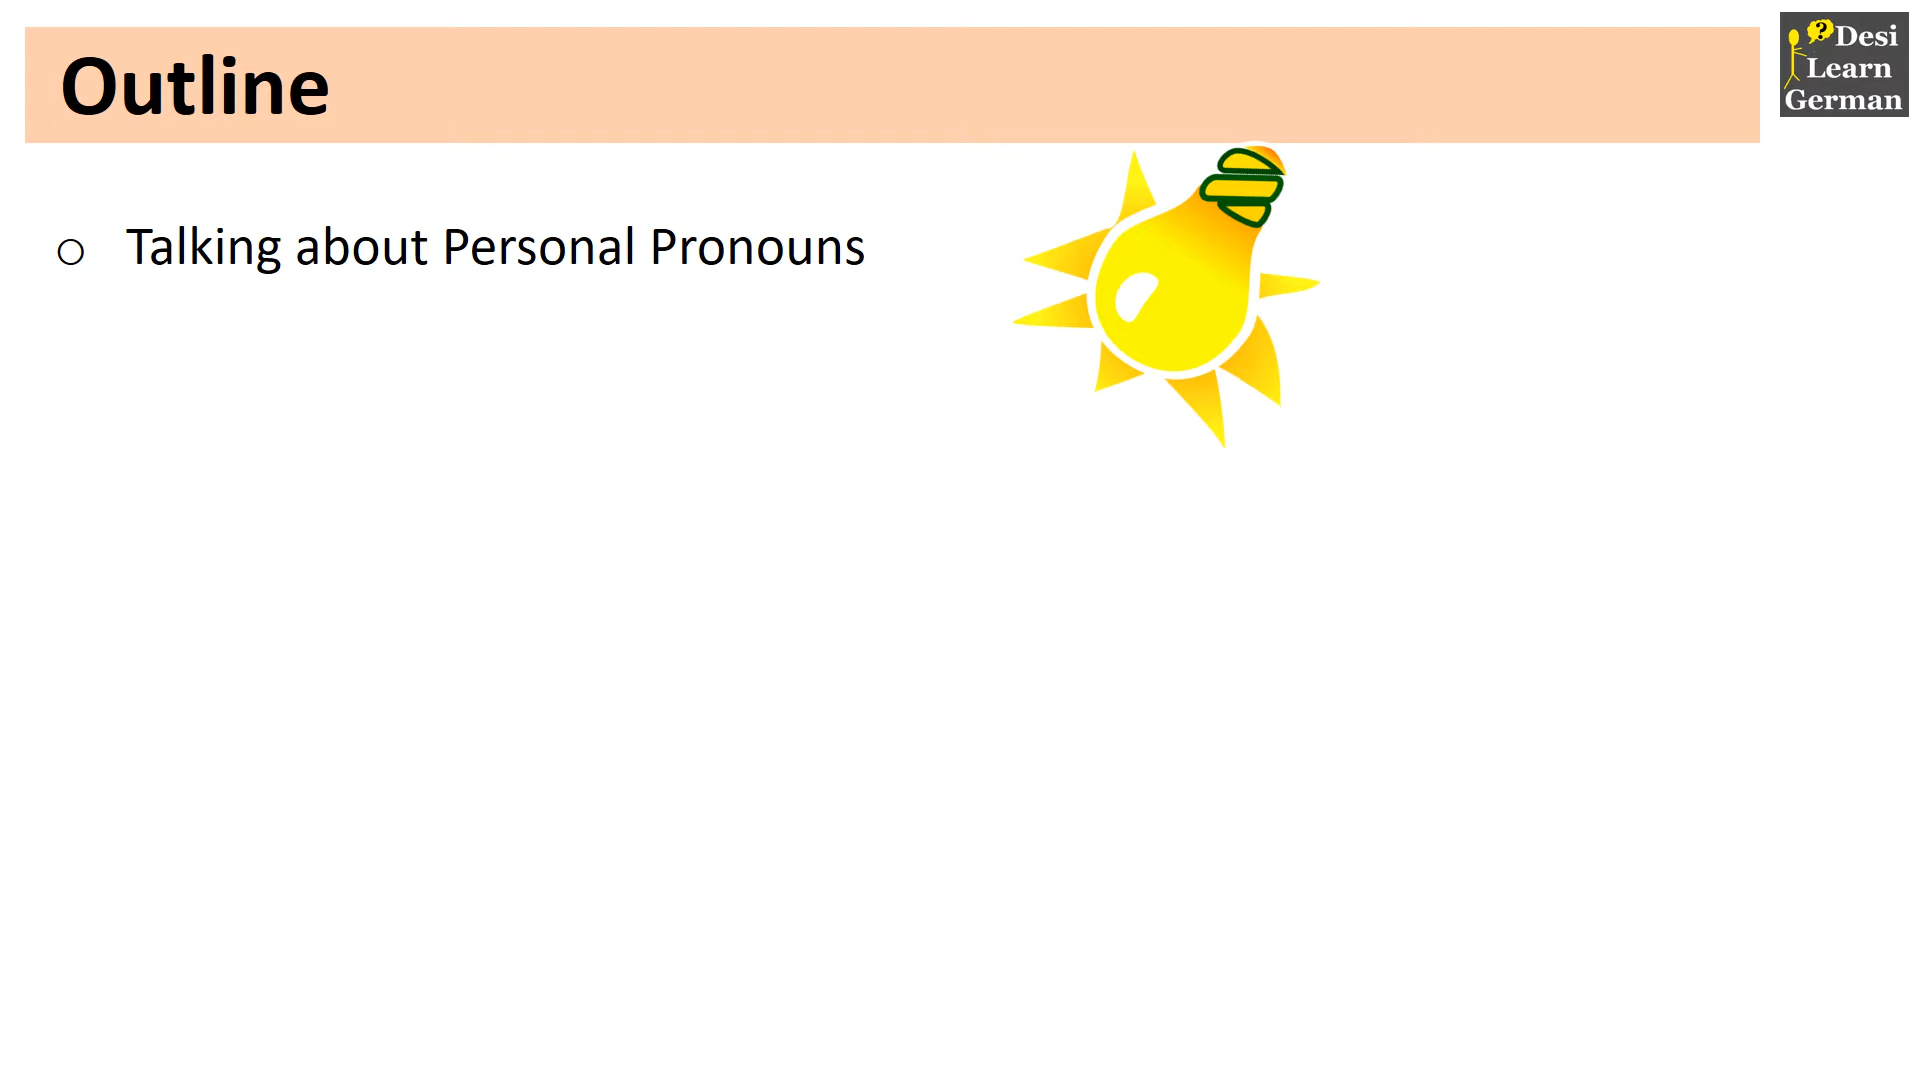 Outline
? Desi
Learn
German
Talking about Personal Pronouns